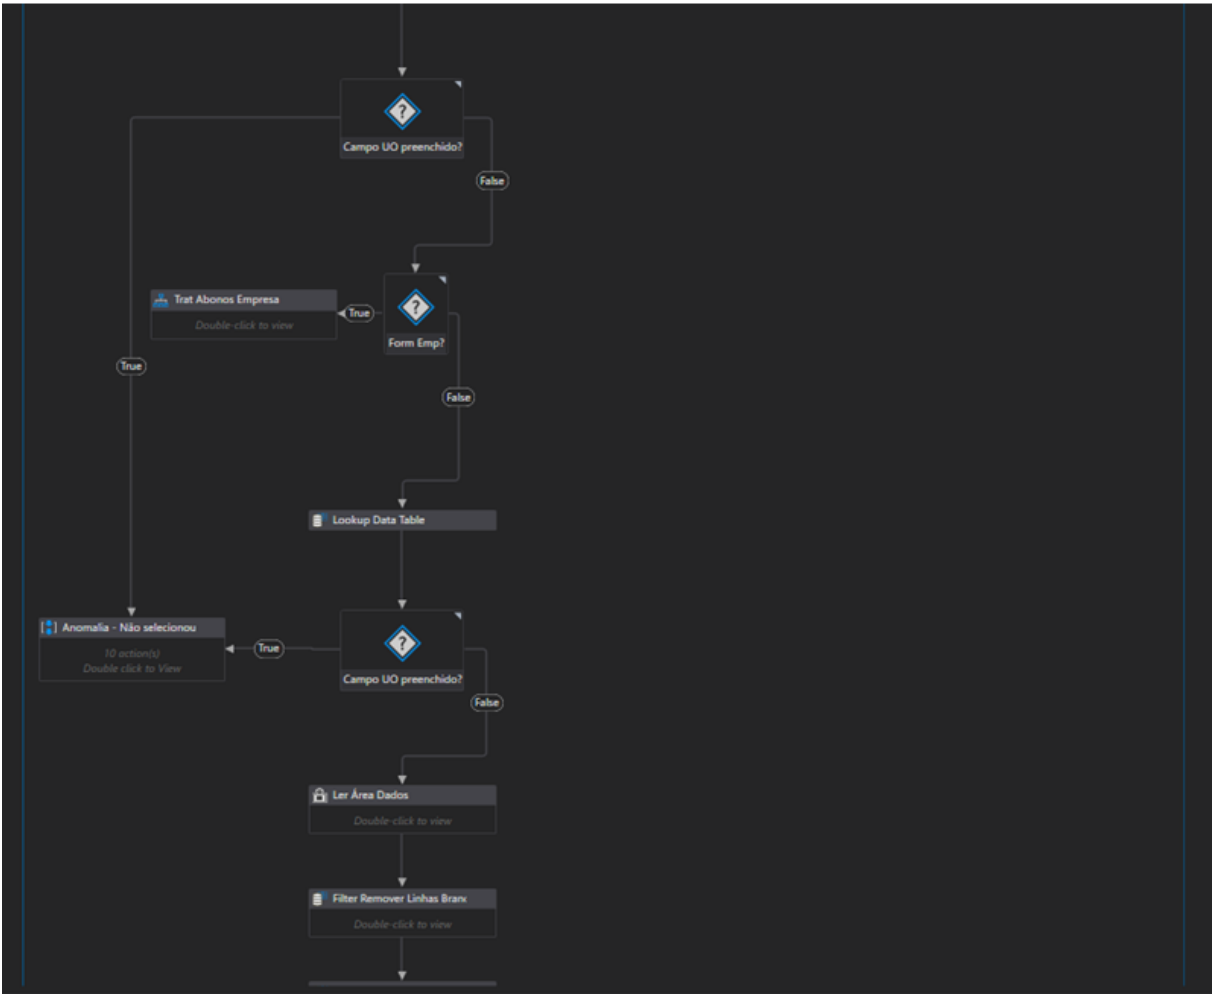 Campo UO preenchido?
False
Trat Abonos Empresa
Double-click to view
True
Form Emp?
True
False
Lookup Data Table
Anomalia - Não selecionou
10 action(s)
Double click to View
True
Campo UO preenchido?
False
Ler Área Dados
Double-click to view
Filter Remover Linhas Branc
Double-click to view